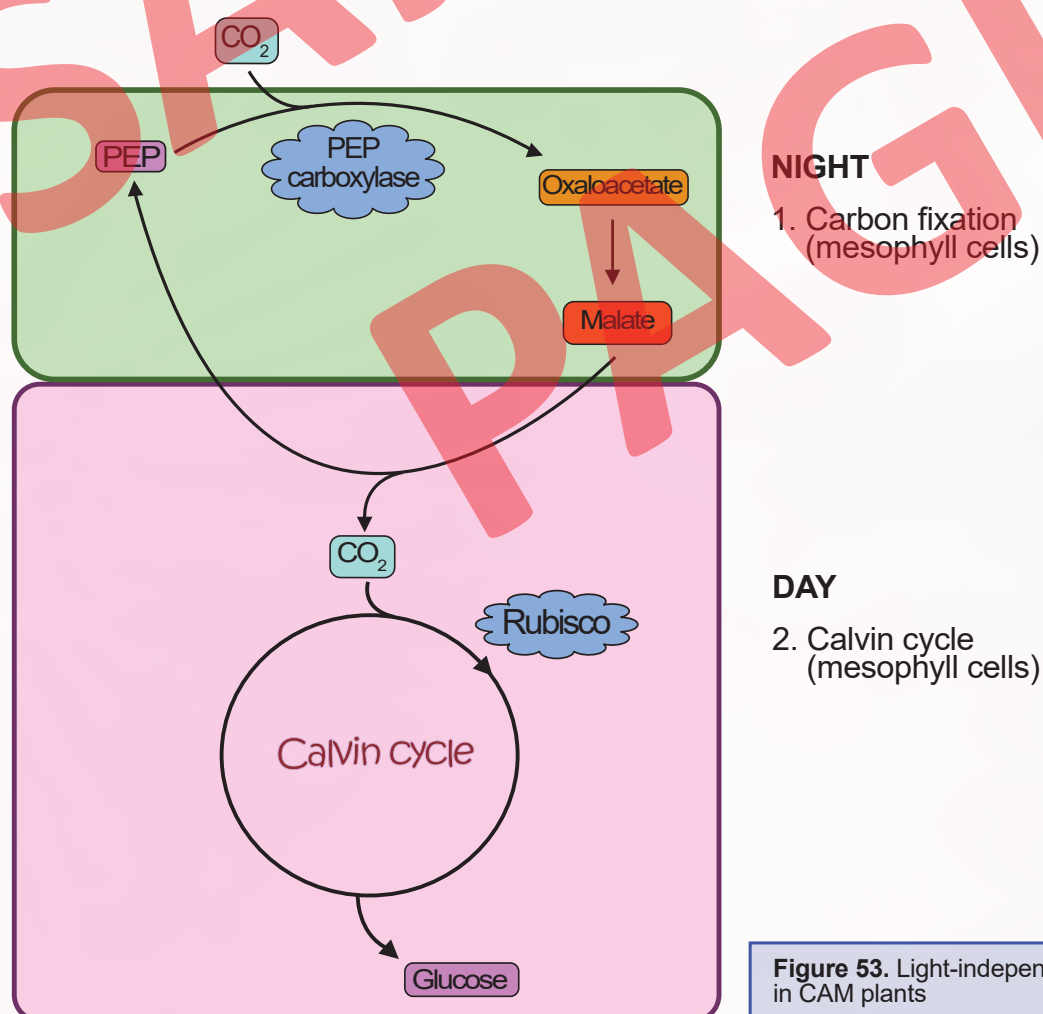 CO2
PEP
PEP
carboxylase
Oxaloacetate
Malate
NIGHT
1. Carbon fixation
(mesophyll cells)
CO2
Rubisco
Calvin cycle
Glucose
DAY
2. Calvin cycle
(mesophyll cells)
Figure 53. Light-indepen
in CAM plants
PAG